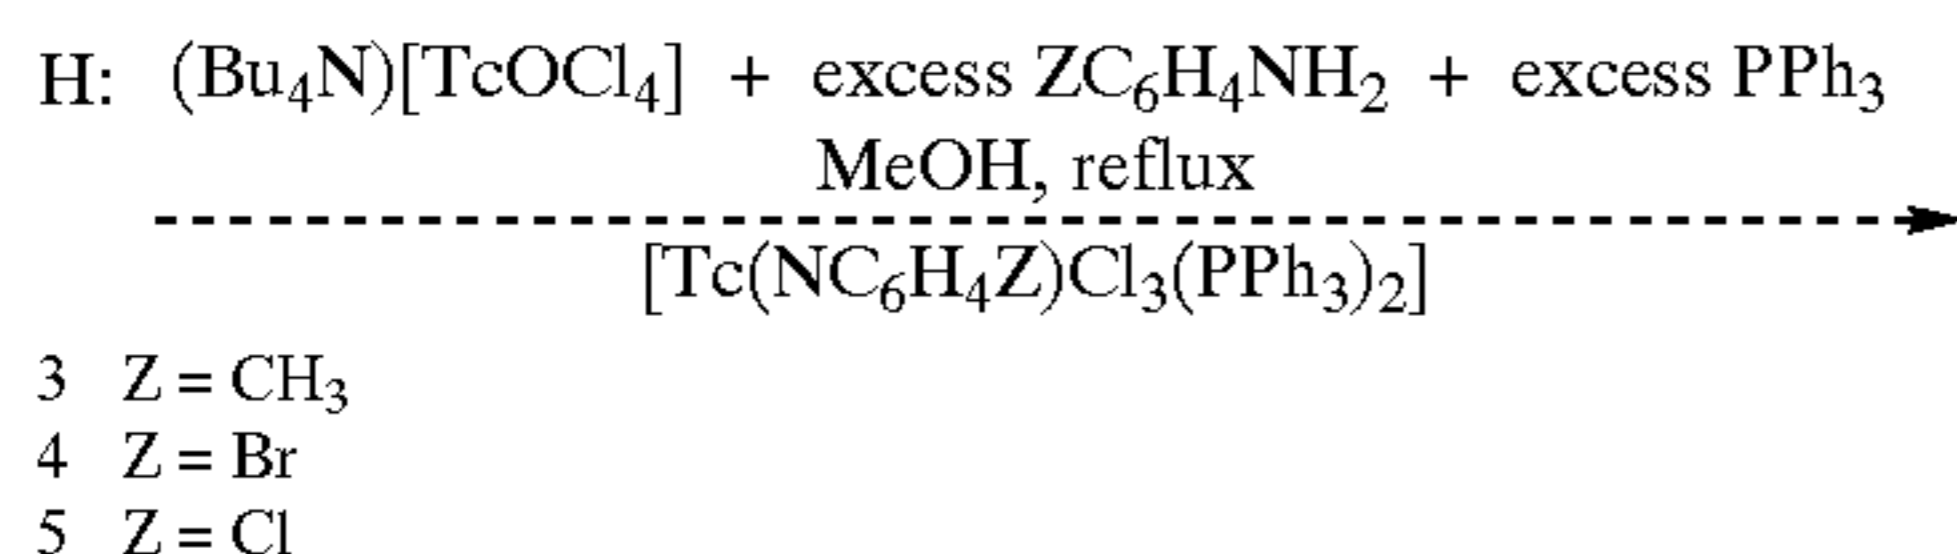 H: (Bu₄N)[TcOCl₄] + excess ZC₆H₄NH₂ + excess PPh₃
MeOH, reflux
[Tc(NC₆H₄Z)Cl₃(PPh₃)₂]
3 Z = CH₃
4 Z = Br
5 Z = Cl